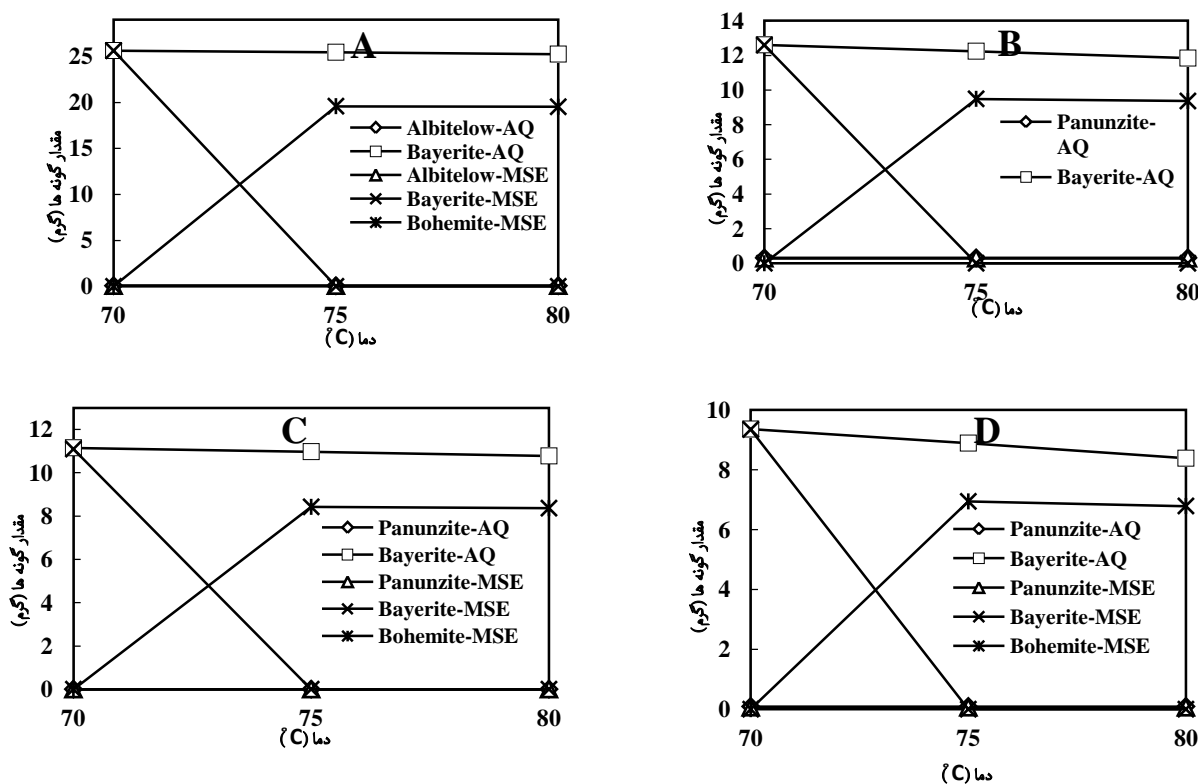 A
مقدار گونه ها (گرم)
25
20
15
10
5
0
Albitelow-AQ
Bayerite-AQ
Albitelow-MSE
Bayerite-MSE
Bohemite-MSE
70 75 80
دما (C°)
B
مقدار گونه ها (گرم)
14
12
10
8
6
4
2
0
Panunzite-
AQ
Bayerite-AQ
70 75 80
دما (C°)
C
مقدار گونه ها (گرم)
12
10
8
6
4
2
0
Panunzite-AQ
Bayerite-AQ
Panunzite-MSE
Bayerite-MSE
Bohemite-MSE
70 75 80
دما (C°)
D
مقدار گونه ها (گرم)
10
8
6
4
2
0
Panunzite-AQ
Bayerite-AQ
Panunzite-MSE
Bayerite-MSE
Bohemite-MSE
70 75 80
دما (C°)